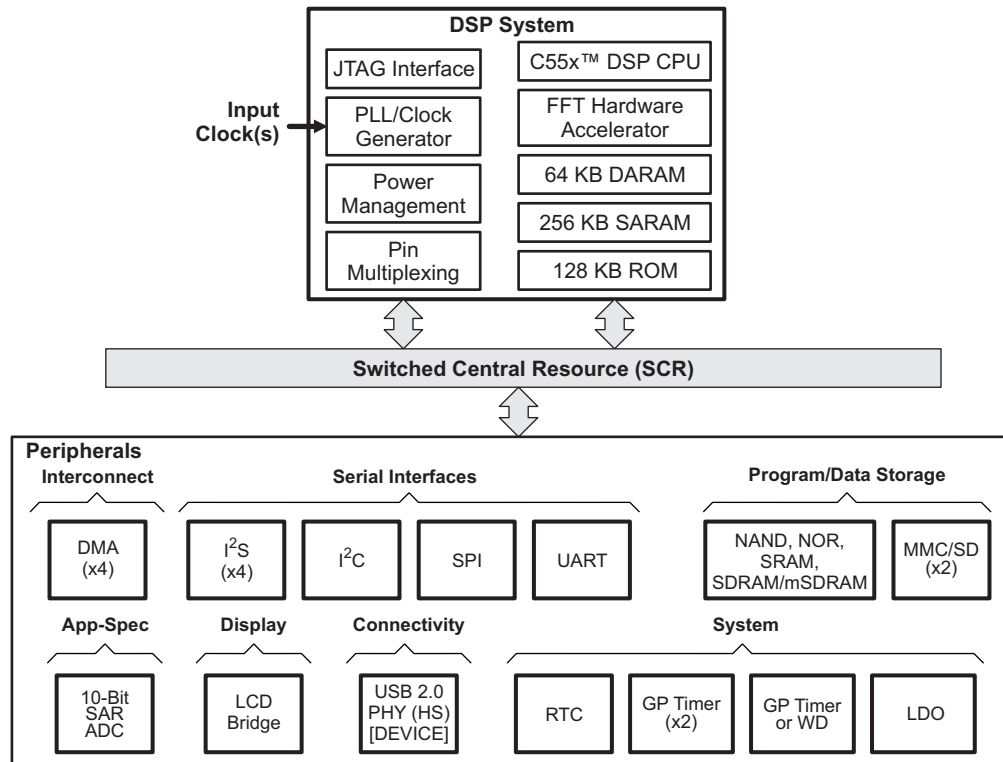 DSP System
JTAG Interface
C55x™ DSP CPU
Input
Clock(s)
PLL/Clock
Generator
FFT Hardware
Accelerator
Power
Management
64 KB DARAM
256 KB SARAM
Pin
Multiplexing
128 KB ROM
Switched Central Resource (SCR)
Peripherals
Interconnect
Serial Interfaces
Program/Data Storage
DMA
(x4)
I²S
(x4)
I²C
SPI
UART
NAND, NOR,
SRAM,
SDRAM/mSDRAM
MMC/SD
(x2)
App-Spec
Display
Connectivity
System
10-Bit
SAR
ADC
LCD
Bridge
USB 2.0
PHY (HS)
[DEVICE]
RTC
GP Timer
(x2)
GP Timer
or WD
LDO